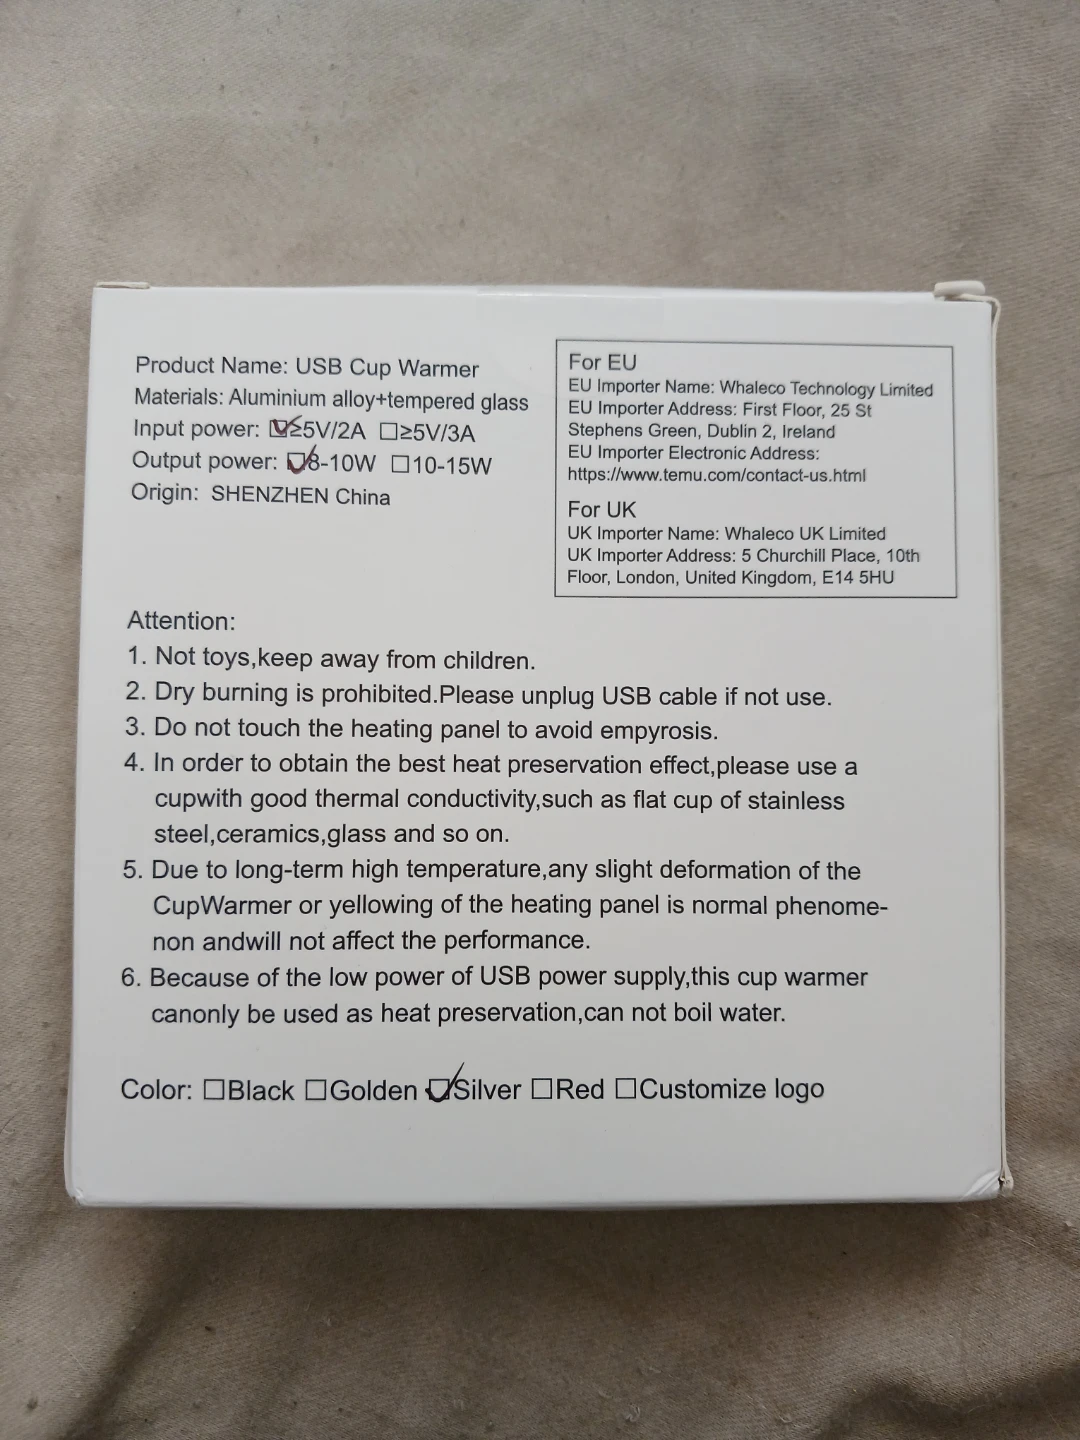 Product Name: USB Cup Warmer
Materials: Aluminium alloy+tempered glass
Input power: ☑≥5V/2A ☐≥5V/3A
Output power: ☑8-10W ☐10-15W
Origin: SHENZHEN China
For EU
EU Importer Name: Whaleco Technology Limited
EU Importer Address: First Floor, 25 St
Stephens Green, Dublin 2, Ireland
EU Importer Electronic Address:
https://www.temu.com/contact-us.html
For UK
UK Importer Name: Whaleco UK Limited
UK Importer Address: 5 Churchill Place, 10th
Floor, London, United Kingdom, E14 5HU
Attention:
1. Not toys,keep away from children.
2. Dry burning is prohibited.Please unplug USB cable if not use.
3. Do not touch the heating panel to avoid empyrosis.
4. In order to obtain the best heat preservation effect,please use a
cupwith good thermal conductivity,such as flat cup of stainless
steel,ceramics,glass and so on.
5. Due to long-term high temperature,any slight deformation of the
CupWarmer or yellowing of the heating panel is normal phenome-
non andwill not affect the performance.
6. Because of the low power of USB power supply,this cup warmer
canonly be used as heat preservation,can not boil water.
Color: ☐Black ☐Golden ☑Silver ☐Red ☐Customize logo